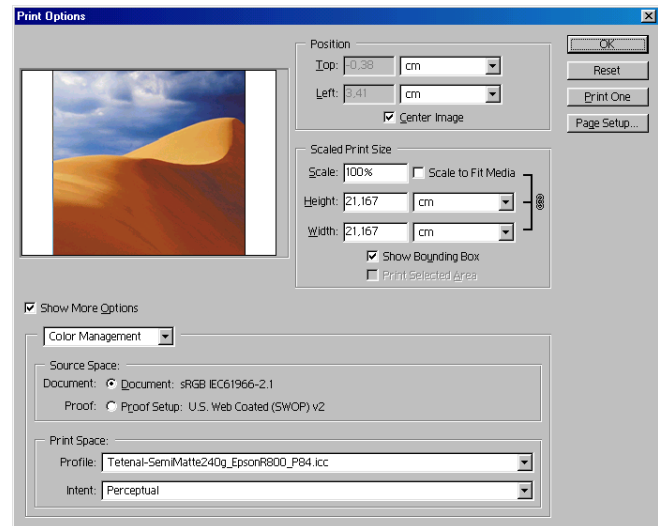 Print Options
Position
Top: -0,38 cm
Left: 3,41 cm
Center Image
OK
Reset
Print One
Page Setup...
Scaled Print Size
Scale: 100% Scale to Fit Media
Height: 21,167 cm
Width: 21,167 cm
Show Bounding Box
Print Selected Area
Show More Options
Color Management
Source Space:
Document: Document: sRGB IEC61966-2.1
Proof: Proof Setup: U.S. Web Coated (SWOP) v2
Print Space:
Profile: Tetenal-SemiMatte240g_EpsonR800_P84.icc
Intent: Perceptual